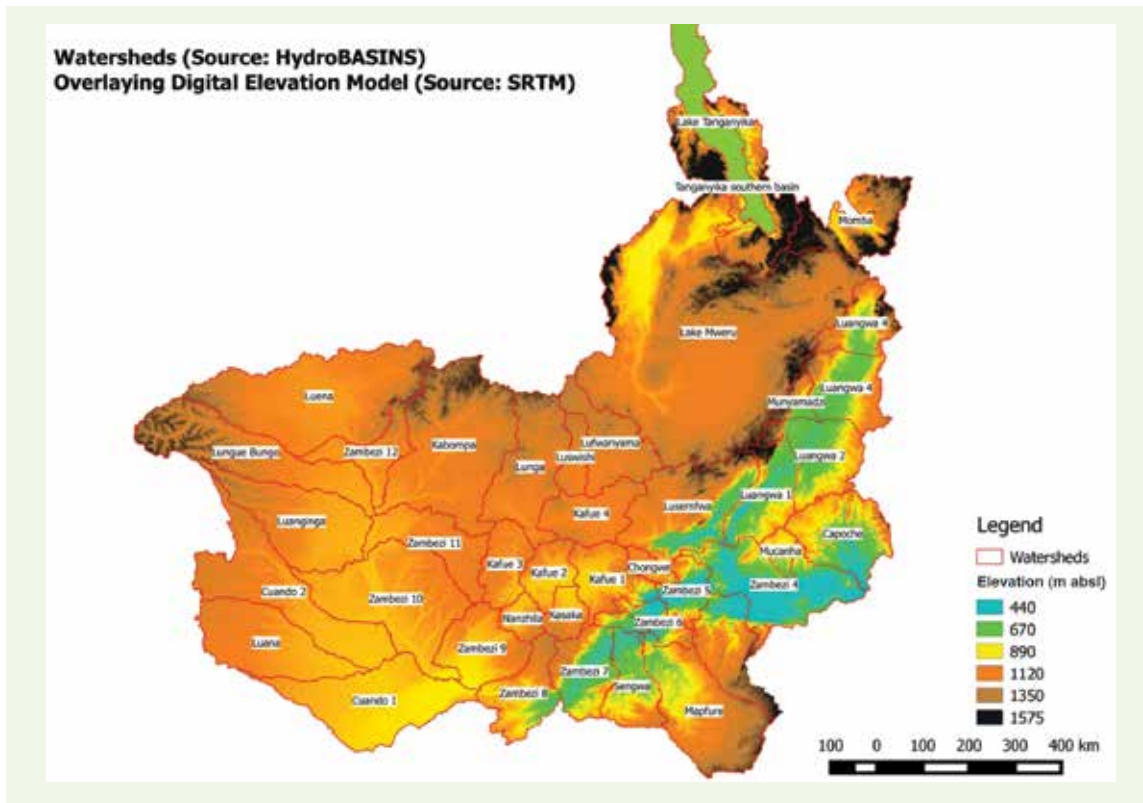 Watersheds (Source: HydroBASINS)
Overlaying Digital Elevation Model (Source: SRTM)
Lake Tanganyika
Tanganyika southern basin
Momba
Lake Mweru
Luangwa 4
Luangwa 4
Munyamadzi
Luena
Kabompo
Lufwanyama
Luangwa 2
Lungue Bungo
Zambezi 12
Lunga
Luswishi
Luangwa 1
Luanginga
Kafue 4
Lusemfwa
Capoche
Zambezi 11
Mucanha
Kafue 3
Kafue 2
Kafue 1
Chongwe
Cuando 2
Zambezi 10
Zambezi 5
Zambezi 4
Nanzhila
Kasaka
Zambezi 6
Luana
Zambezi 9
Zambezi 7
Cuando 1
Zambezi 8
Sengwa
Mapfure
Legend
Watersheds
Elevation (m absl)
440
670
890
1120
1350
1575
100 0 100 200 300 400 km